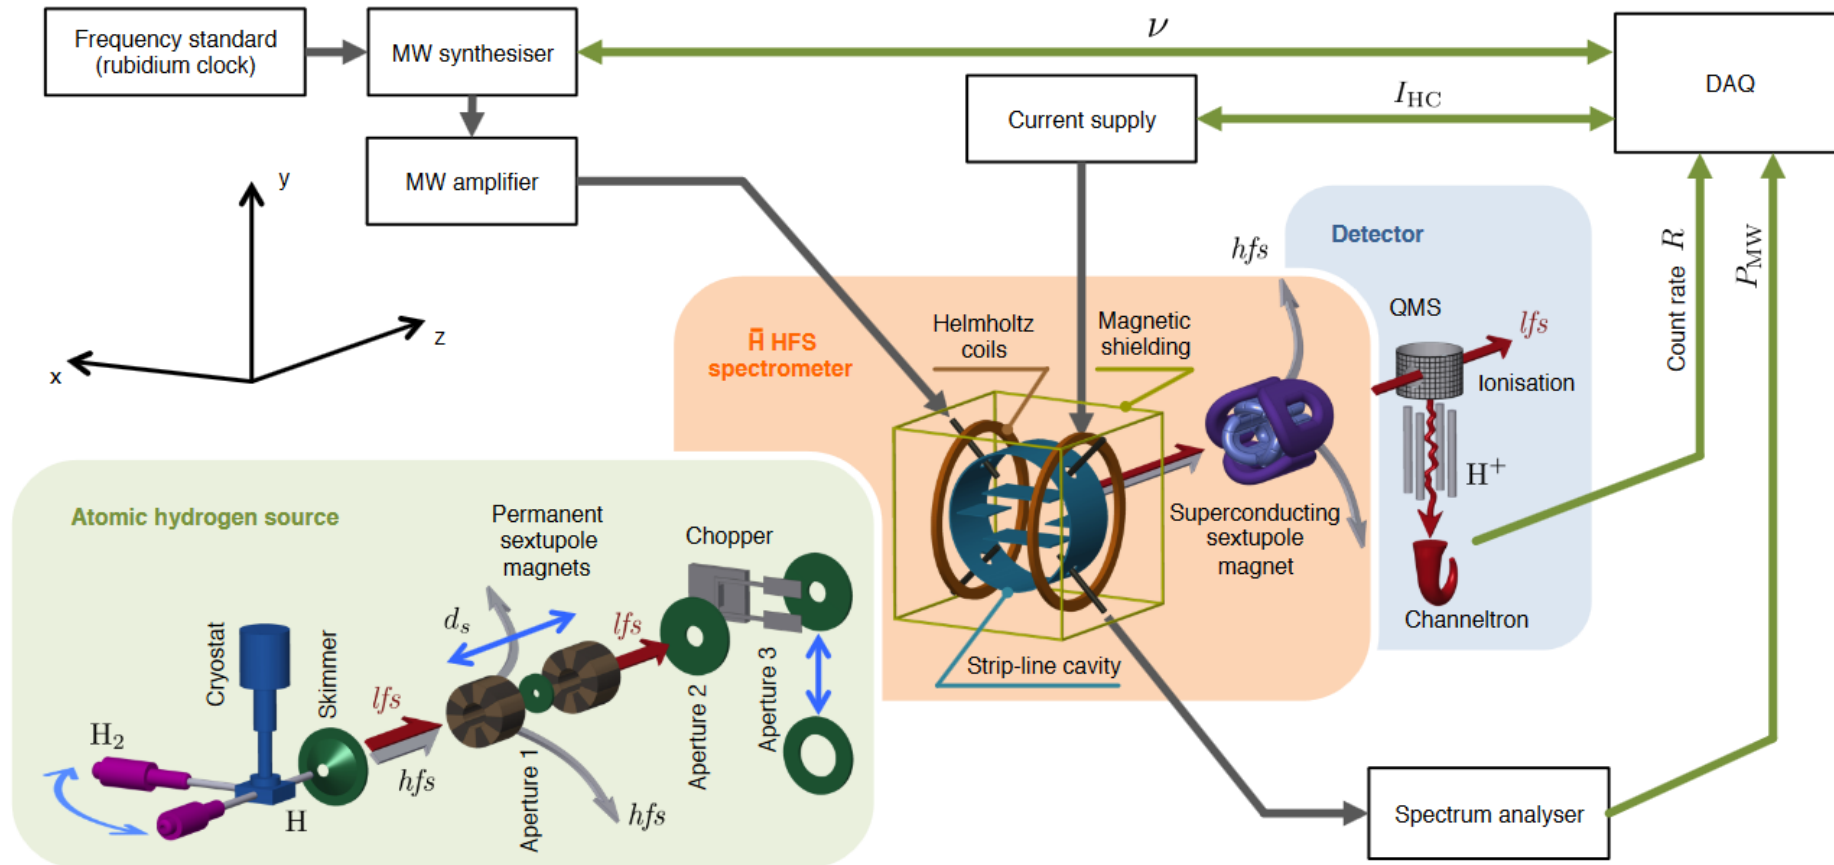 Frequency standard
(rubidium clock)
MW synthesiser
ν
DAQ
Current supply
I_HC
MW amplifier
y
x
z
Detector
Count rate R
P_MW
hfs
QMS
lfs
Ionisation
H⁺
Channeltron
H̄ HFS
spectrometer
Helmholtz
coils
Magnetic
shielding
Superconducting
sextupole
magnet
Strip-line cavity
Atomic hydrogen source
Permanent
sextupole
magnets
Chopper
d_s
lfs
Cryostat
Skimmer
lfs
H₂
hfs
H
Aperture 1
hfs
Aperture 2
Aperture 3
Spectrum analyser